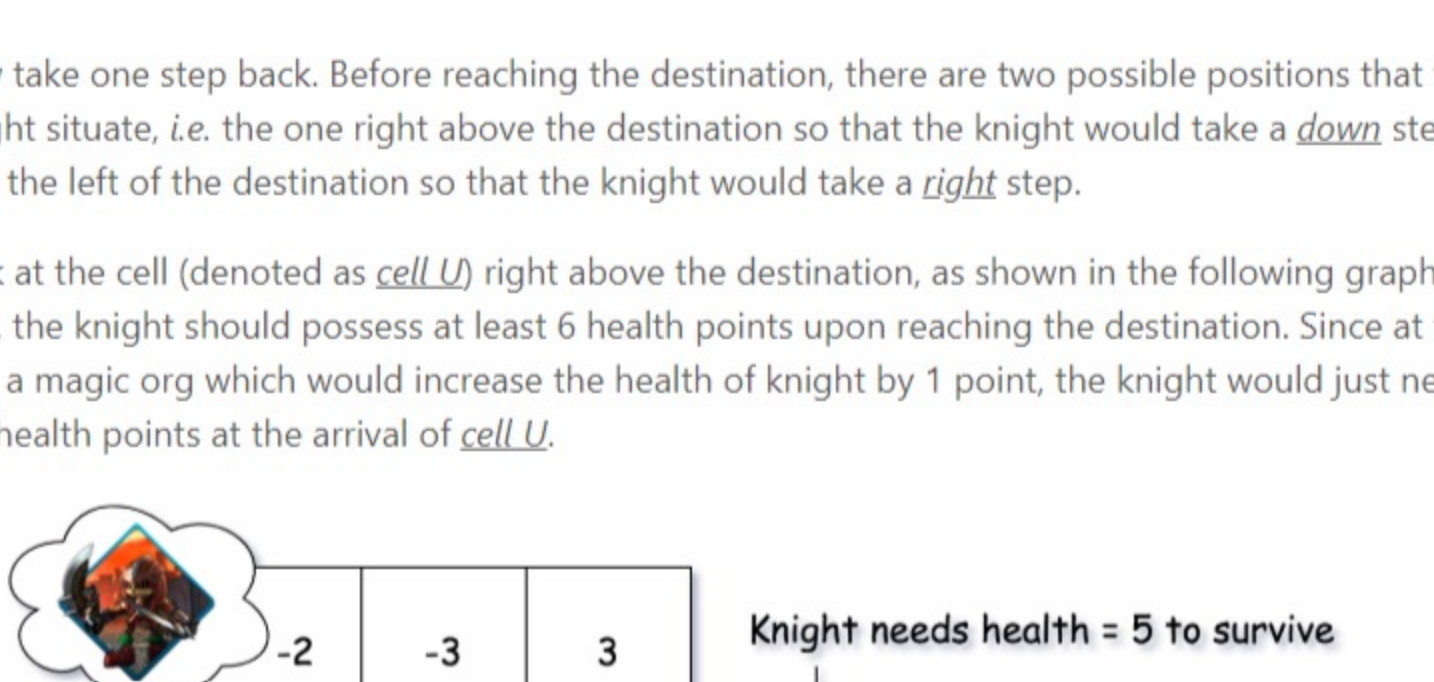 take one step back. Before reaching the destination, there are two possible positions that
ht situate, i.e. the one right above the destination so that the knight would take a down ste
the left of the destination so that the knight would take a right step.
at the cell (denoted as cell U) right above the destination, as shown in the following graph
the knight should possess at least 6 health points upon reaching the destination. Since at
a magic org which would increase the health of knight by 1 point, the knight would just ne
health points at the arrival of cell U.
-2 -3 3
Knight needs health = 5 to survive